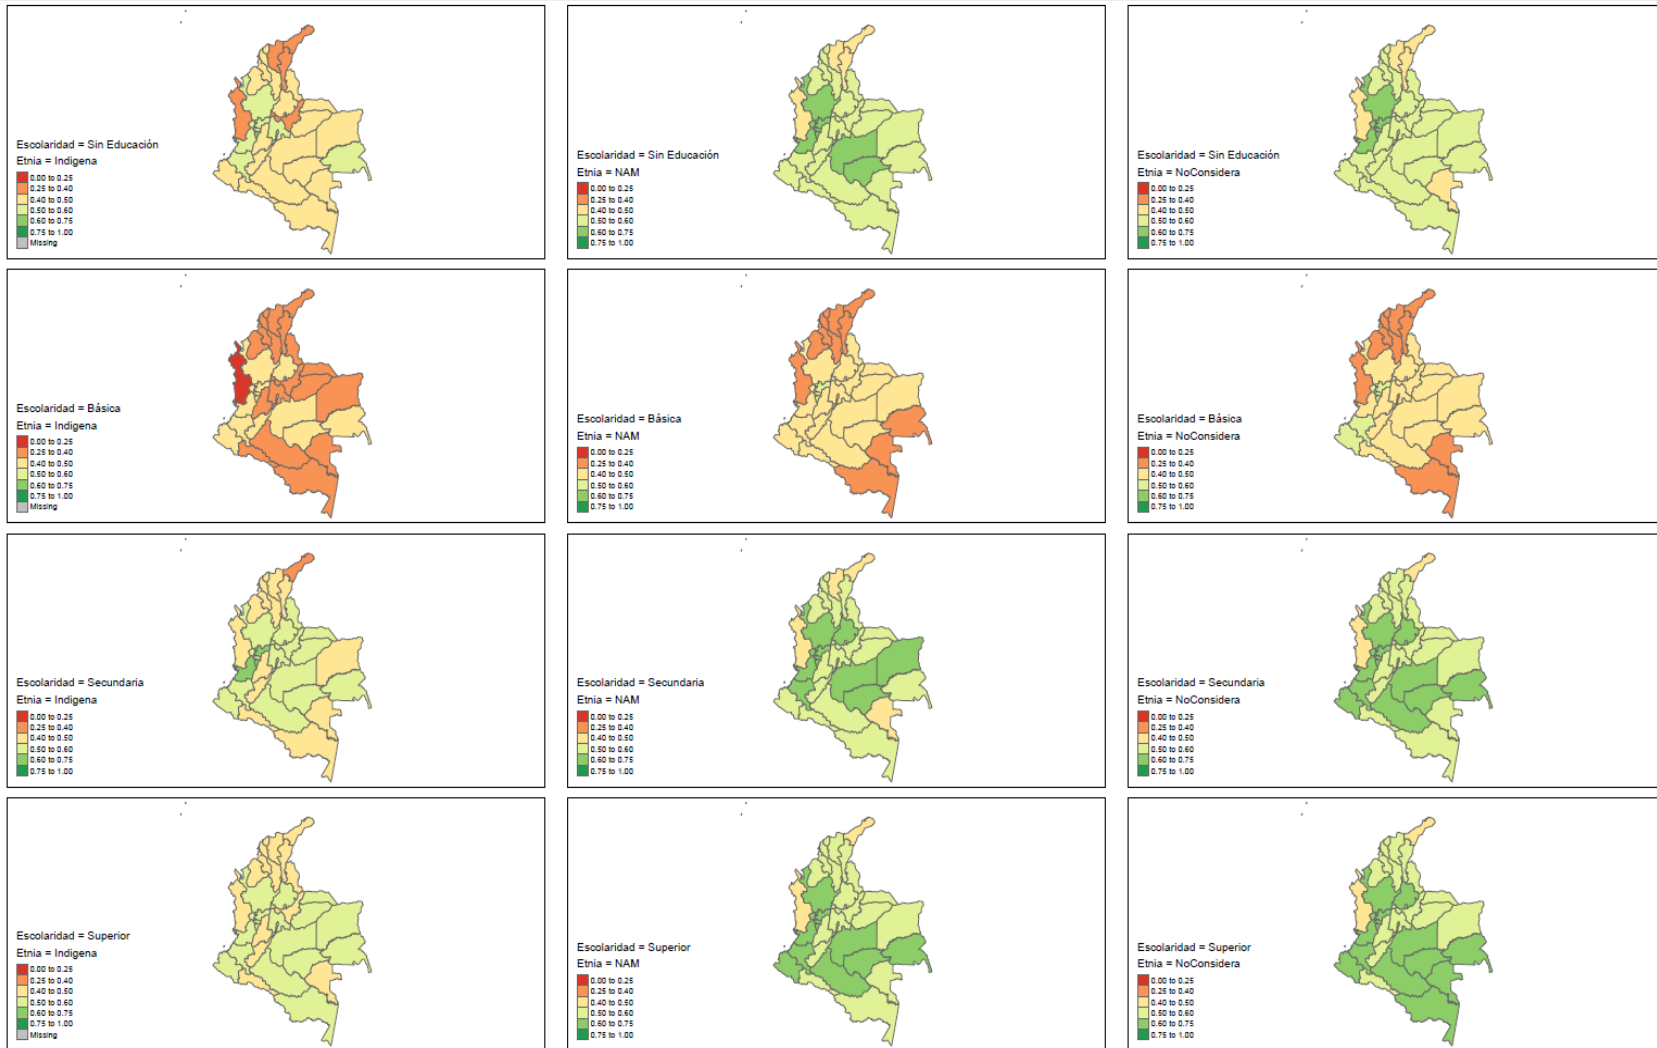 Escolaridad = Sin Educación
Etnia = Indigena
0.00 to 0.25
0.25 to 0.40
0.40 to 0.50
0.50 to 0.60
0.60 to 0.75
0.75 to 1.00
Missing
Escolaridad = Sin Educación
Etnia = NAM
0.00 to 0.25
0.25 to 0.40
0.40 to 0.50
0.50 to 0.60
0.60 to 0.75
0.75 to 1.00
Escolaridad = Sin Educación
Etnia = NoConsidera
0.00 to 0.25
0.25 to 0.40
0.40 to 0.50
0.50 to 0.60
0.60 to 0.75
0.75 to 1.00
Escolaridad = Básica
Etnia = Indigena
0.00 to 0.25
0.25 to 0.40
0.40 to 0.50
0.50 to 0.60
0.60 to 0.75
0.75 to 1.00
Missing
Escolaridad = Básica
Etnia = NAM
0.00 to 0.25
0.25 to 0.40
0.40 to 0.50
0.50 to 0.60
0.60 to 0.75
0.75 to 1.00
Escolaridad = Básica
Etnia = NoConsidera
0.00 to 0.25
0.25 to 0.40
0.40 to 0.50
0.50 to 0.60
0.60 to 0.75
0.75 to 1.00
Escolaridad = Secundaria
Etnia = Indigena
0.00 to 0.25
0.25 to 0.40
0.40 to 0.50
0.50 to 0.60
0.60 to 0.75
0.75 to 1.00
Escolaridad = Secundaria
Etnia = NAM
0.00 to 0.25
0.25 to 0.40
0.40 to 0.50
0.50 to 0.60
0.60 to 0.75
0.75 to 1.00
Escolaridad = Secundaria
Etnia = NoConsidera
0.00 to 0.25
0.25 to 0.40
0.40 to 0.50
0.50 to 0.60
0.60 to 0.75
0.75 to 1.00
Escolaridad = Superior
Etnia = Indigena
0.00 to 0.25
0.25 to 0.40
0.40 to 0.50
0.50 to 0.60
0.60 to 0.75
0.75 to 1.00
Missing
Escolaridad = Superior
Etnia = NAM
0.00 to 0.25
0.25 to 0.40
0.40 to 0.50
0.50 to 0.60
0.60 to 0.75
0.75 to 1.00
Escolaridad = Superior
Etnia = NoConsidera
0.00 to 0.25
0.25 to 0.40
0.40 to 0.50
0.50 to 0.60
0.60 to 0.75
0.75 to 1.00